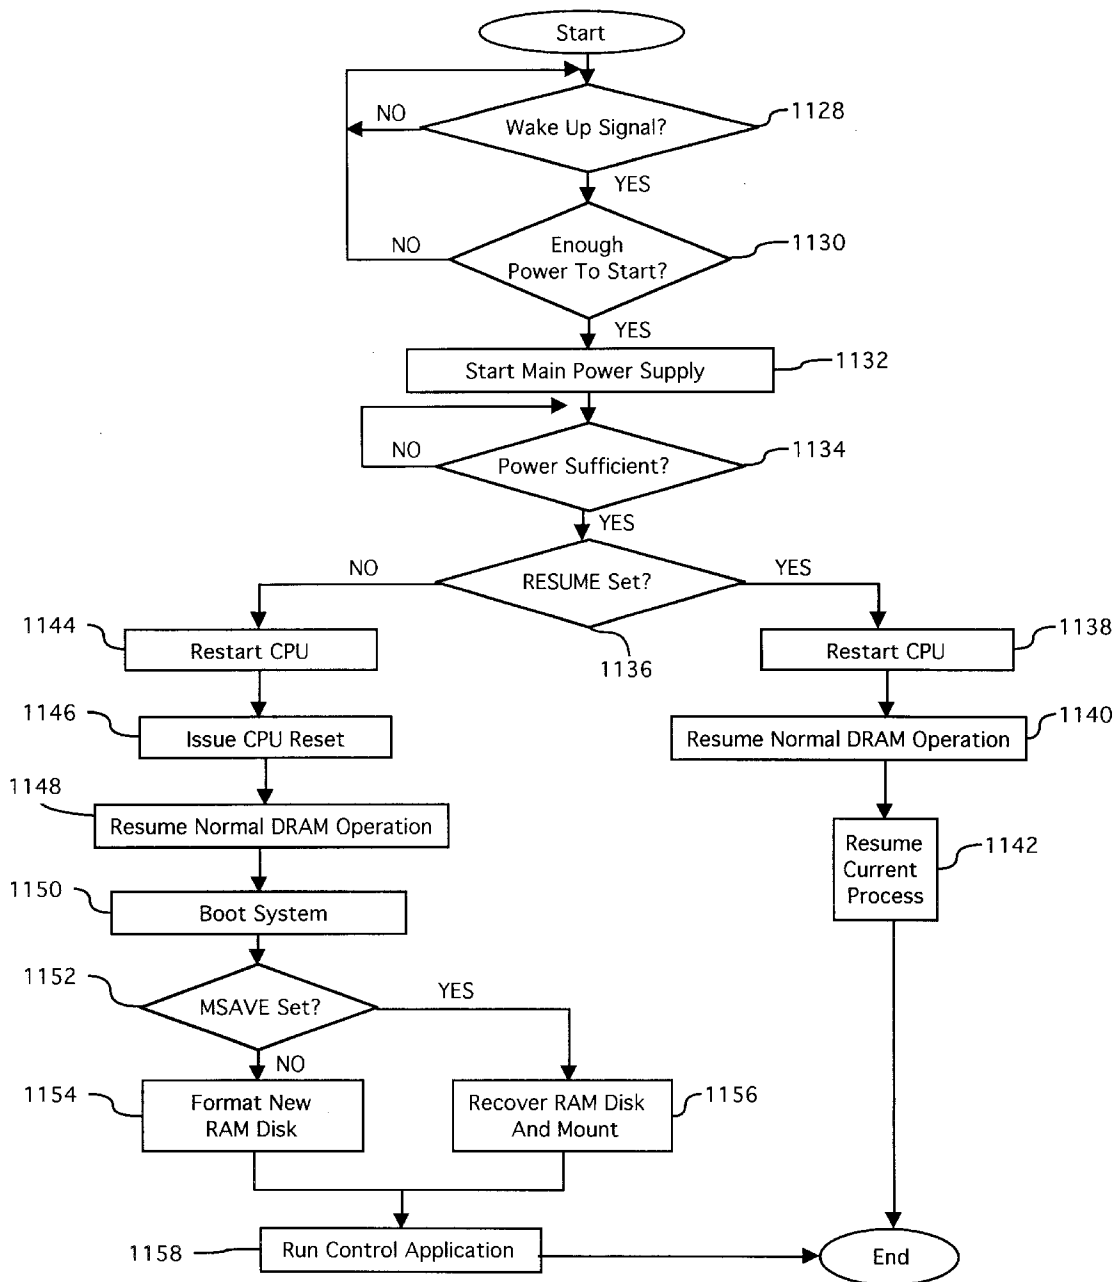 Start
NO
Wake Up Signal?
1128
YES
NO
Enough
Power To Start?
1130
YES
Start Main Power Supply
1132
NO
Power Sufficient?
1134
YES
NO
RESUME Set?
YES
1136
1144
Restart CPU
Restart CPU
1138
1146
Issue CPU Reset
Resume Normal DRAM Operation
1140
1148
Resume Normal DRAM Operation
Resume
Current
Process
1142
1150
Boot System
1152
MSAVE Set?
YES
NO
1154
Format New
RAM Disk
Recover RAM Disk
And Mount
1156
1158
Run Control Application
End